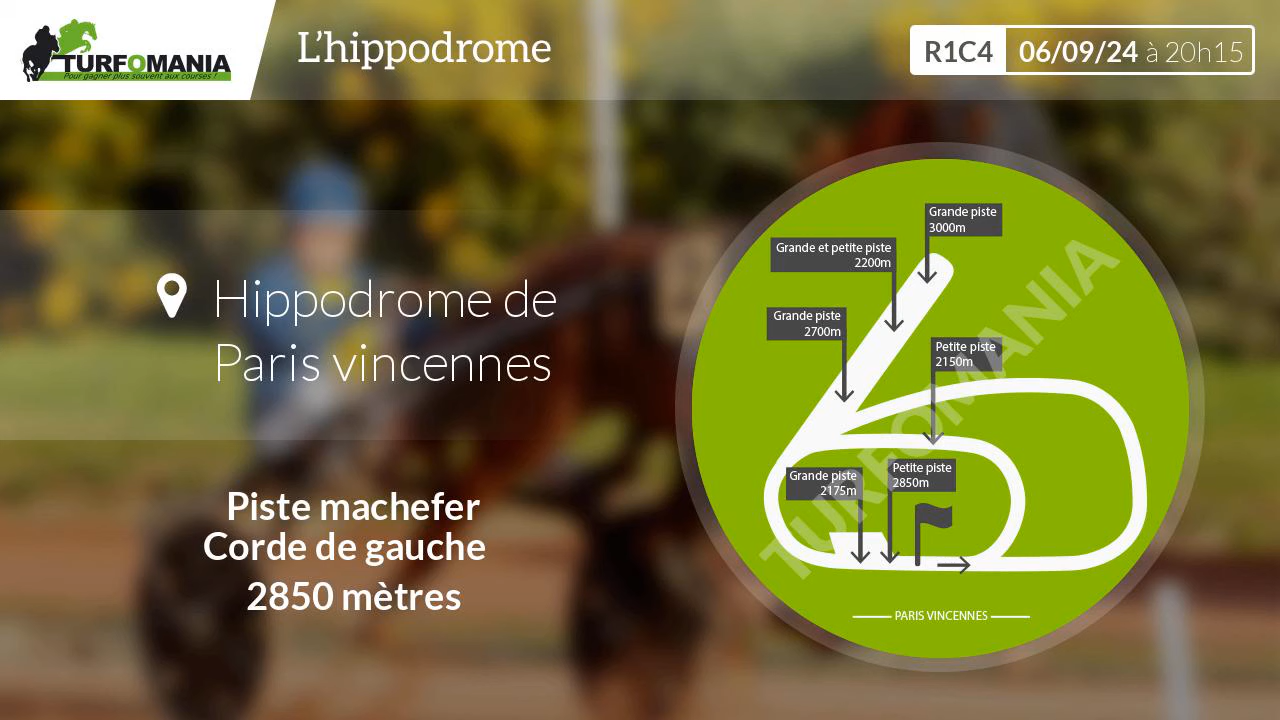 TURFOMANIA
Pour gagner plus souvent aux courses !
L'hippodrome
R1C4 06/09/24 à 20h15
Hippodrome de
Paris vincennes
Piste machefer
Corde de gauche
2850 mètres
Grande piste
3000m
Grande et petite piste
2200m
Grande piste
2700m
Petite piste
2150m
Grande piste
2175m
Petite piste
2850m
TURFOMANIA
PARIS VINCENNES